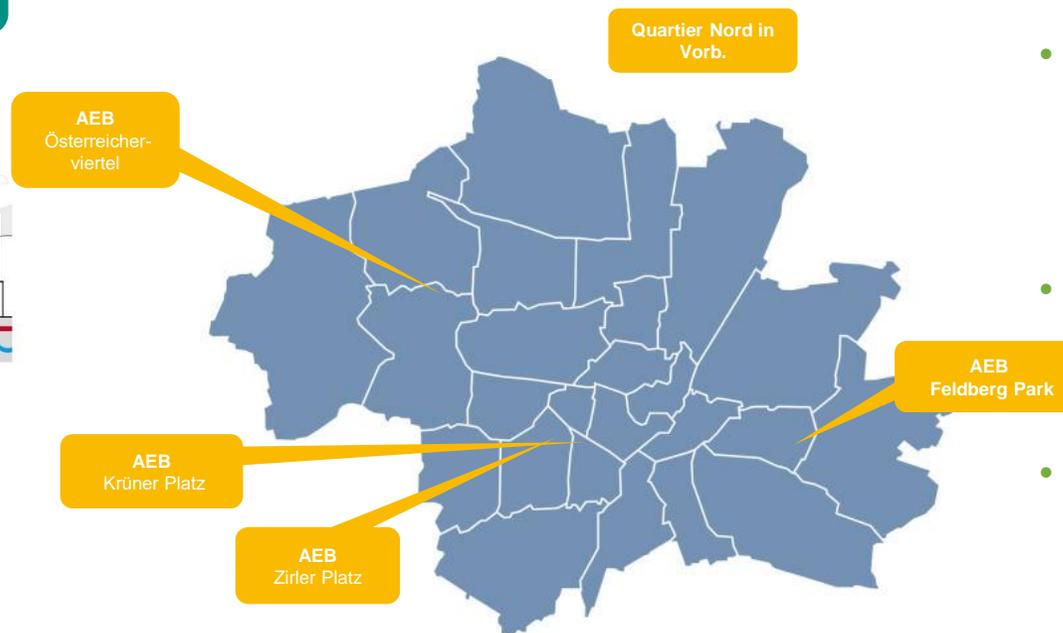 Quartier Nord in
Vorb.
AEB
Österreicher-
viertel
AEB
Feldberg Park
AEB
Krüner Platz
AEB
Zirler Platz